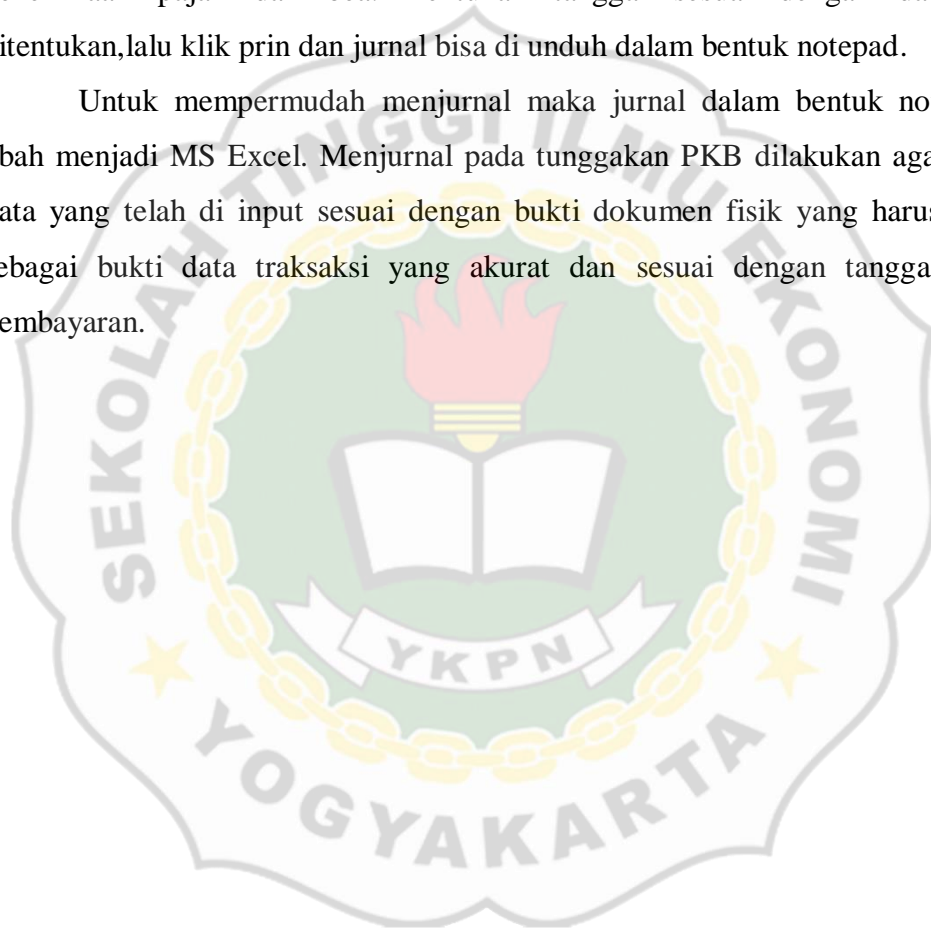 itentukan,lalu klik prin dan jurnal bisa di unduh dalam bentuk notepad.
Untuk mempermudah menjurnal maka jurnal dalam bentuk no
bah menjadi MS Excel. Menjurnal pada tunggakan PKB dilakukan aga
ata yang telah di input sesuai dengan bukti dokumen fisik yang harus
ebagai bukti data traksaksi yang akurat dan sesuai dengan tangga
embayaran.
SEKOLAH TINGGI ILMU EKONOMI
YKPN
YOGYAKARTA